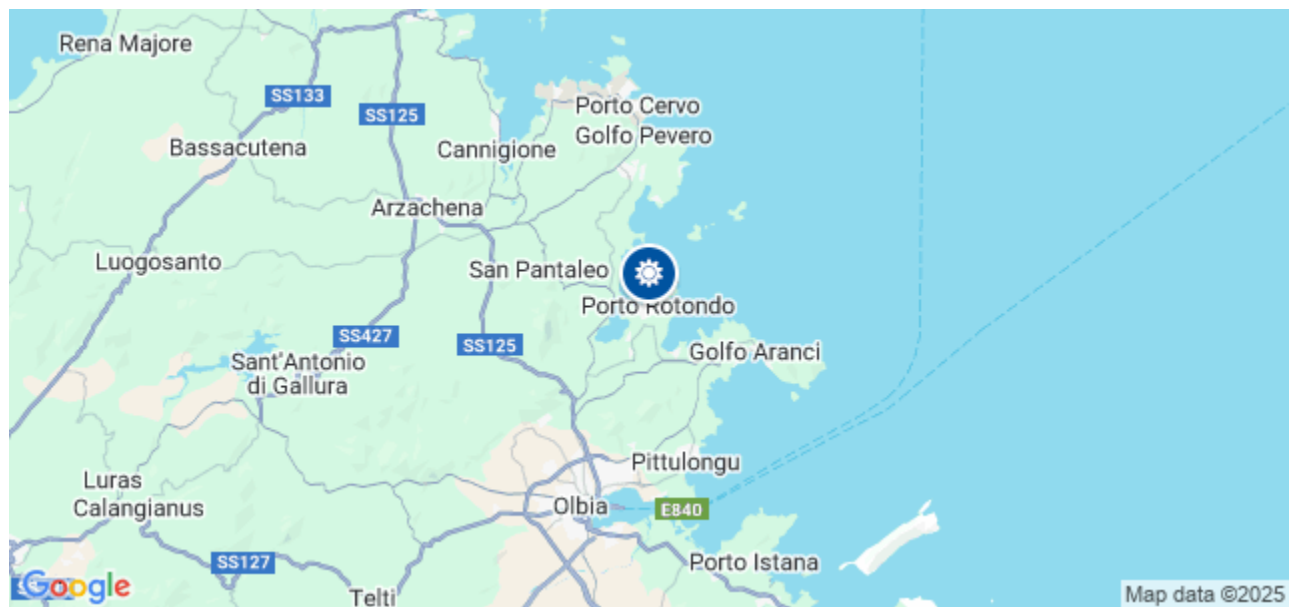 Rena Majore
SS133
SS125
Porto Cervo
Golfo Pevero
Bassacutena
Cannigione
Arzachena
Luogosanto
San Pantaleo
Porto Rotondo
SS427
SS125
Golfo Aranci
Sant'Antonio
di Gallura
Pittulongu
Luras
Calangianus
Olbia
E840
SS127
Porto Istana
Telti
Google
Map data ©2025